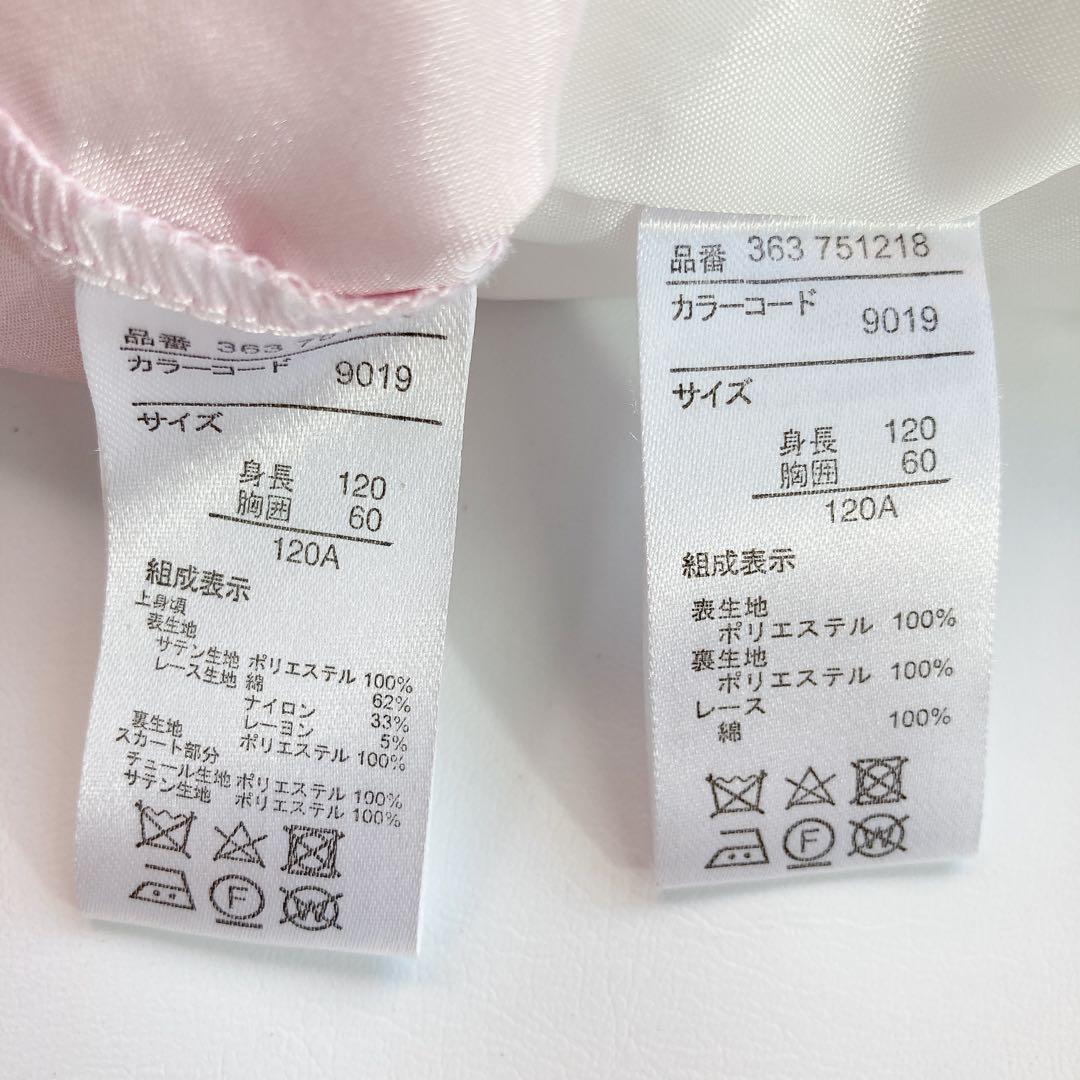 品番 363
カラーコード 9019
サイズ
身長 120
胸囲 60
120A
組成表示
上身頃
表生地
サテン生地 ポリエステル 100%
レース生地 綿 62%
ナイロン 33%
レーヨン 5%
裏生地 ポリエステル 100%
スカート部分
チュール生地 ポリエステル 100%
サテン生地 ポリエステル 100%
F
W
品番 363 751218
カラーコード 9019
サイズ
身長 120
胸囲 60
120A
組成表示
表生地
ポリエステル 100%
裏生地
ポリエステル 100%
レース
綿 100%
F
W